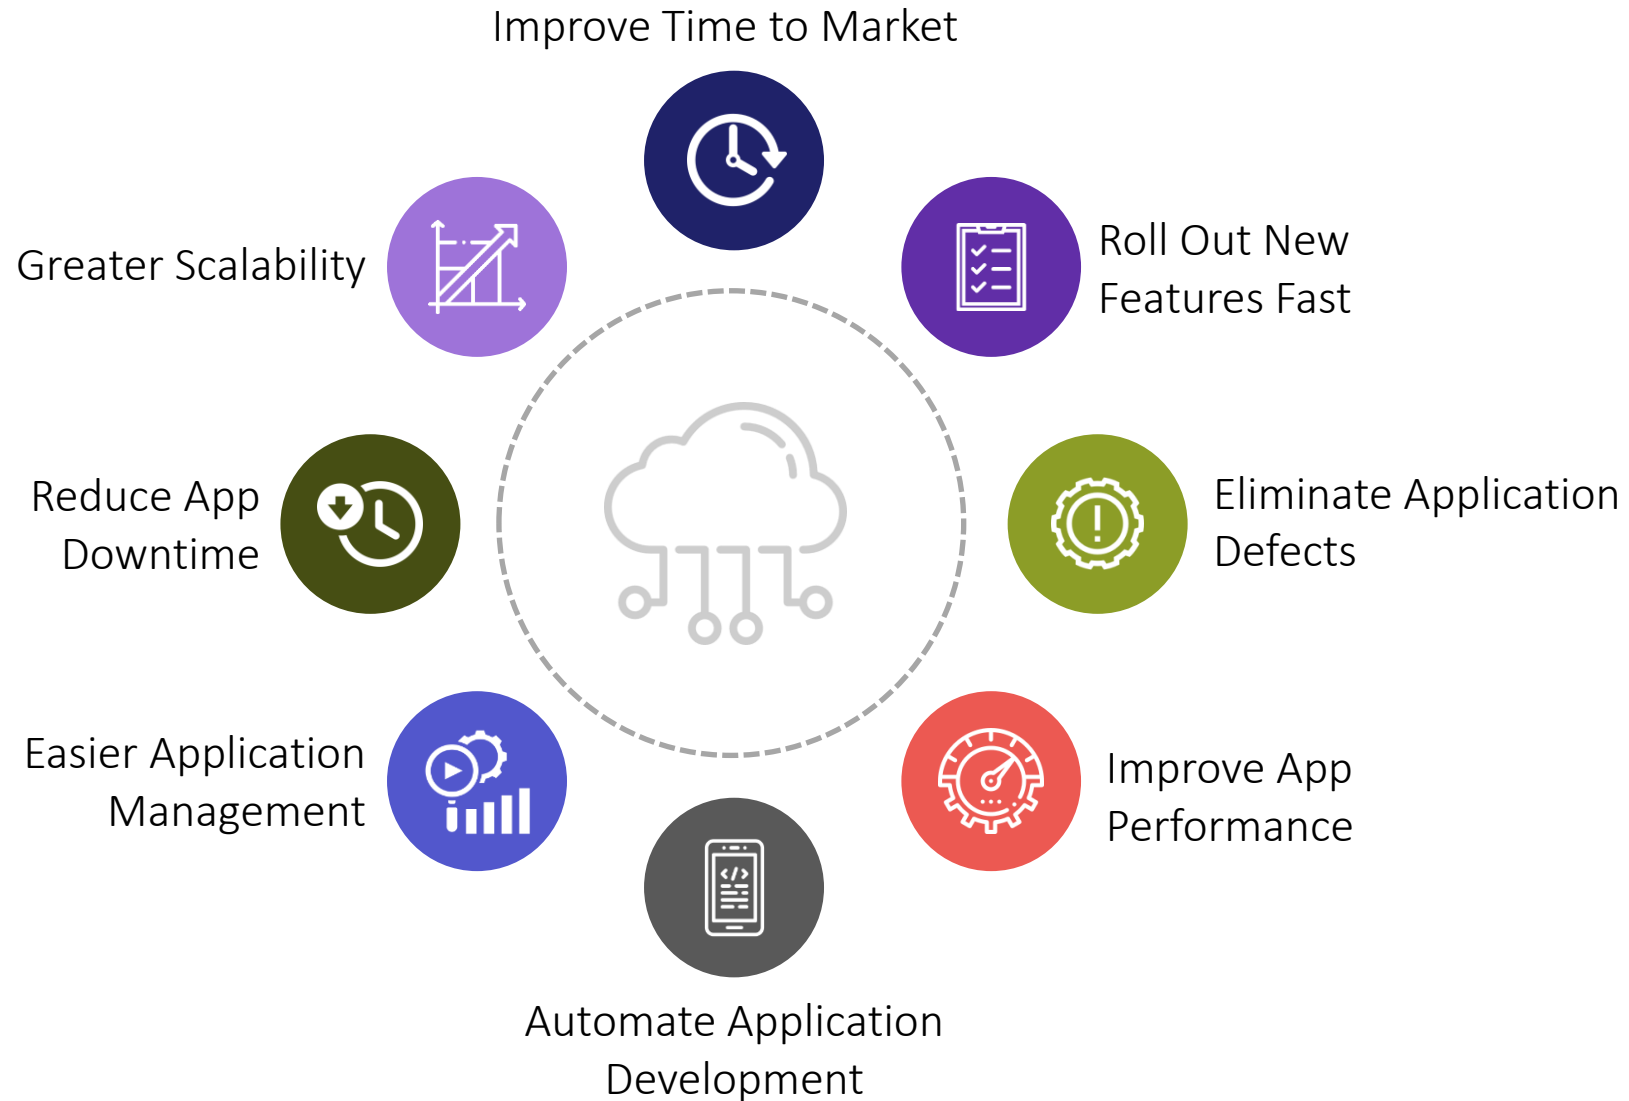 Improve Time to Market
Roll Out New
Features Fast
Eliminate Application
Defects
Improve App
Performance
Automate Application
Development
Easier Application
Management
Reduce App
Downtime
Greater Scalability